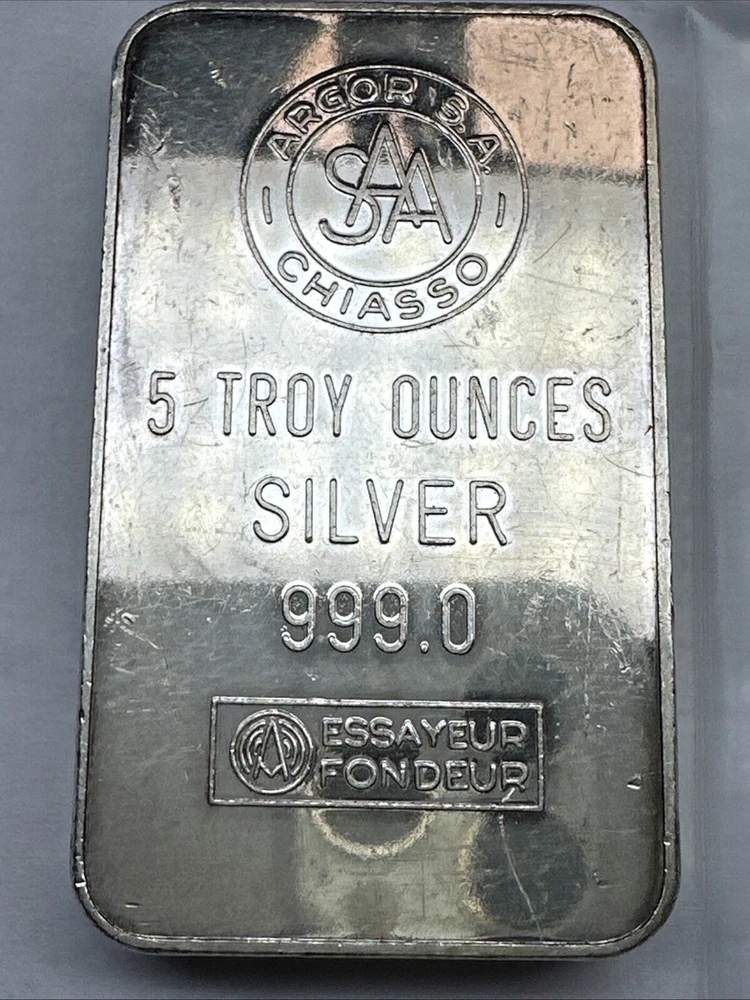 ARGOR S.A.
SAA
CHIASSO
5 TROY OUNCES
SILVER
999.0
A ESSAYEUR
FONDEUR